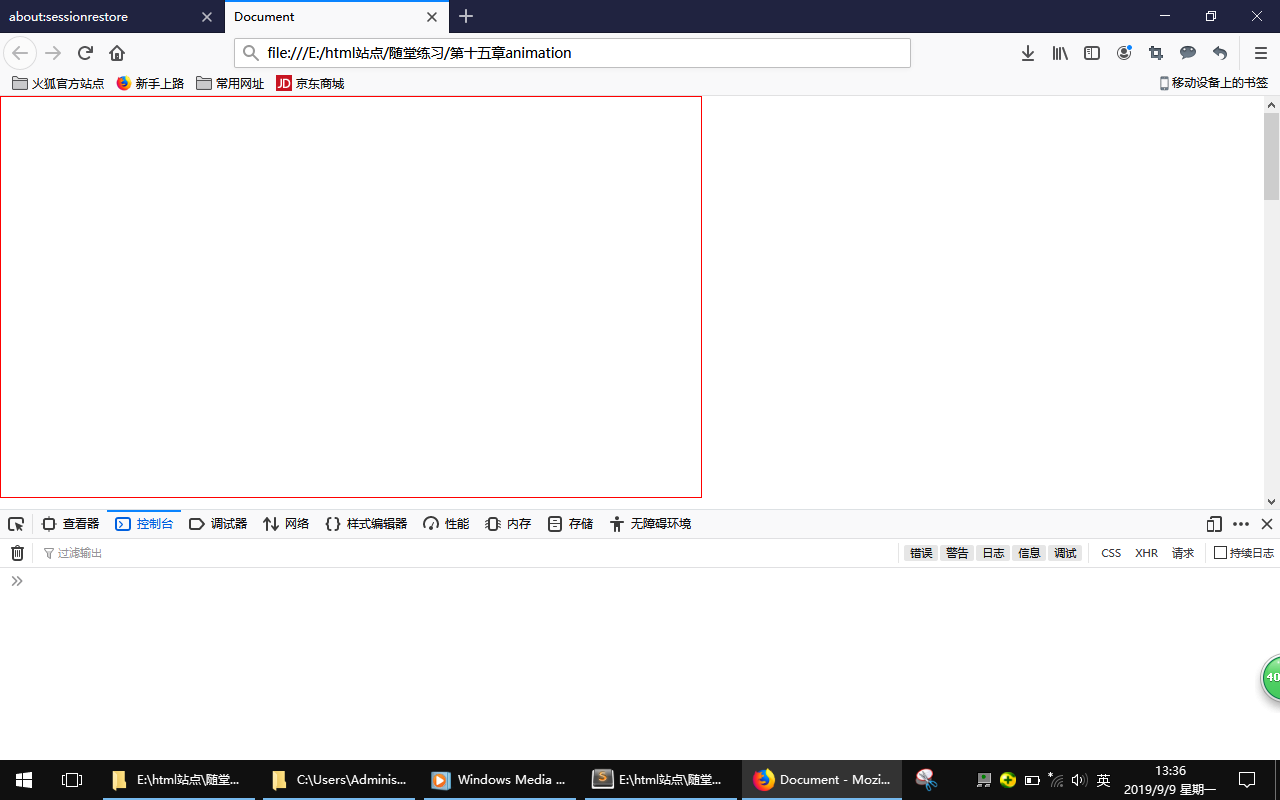 about:sessionrestore
Document
file:///E:/html站点/随堂练习/第十五章animation
火狐官方站点 新手上路 常用网址 JD 京东商城 移动设备上的书签
查看器 控制台 调试器 网络 样式编辑器 性能 内存 存储 无障碍环境
过滤输出 错误 警告 日志 信息 调试 CSS XHR 请求 持续日志
40
E:\html站点\随堂... C:\Users\Adminis... Windows Media ... E:\html站点\随堂... Document - Mozi... 英
13:36
2019/9/9 星期一